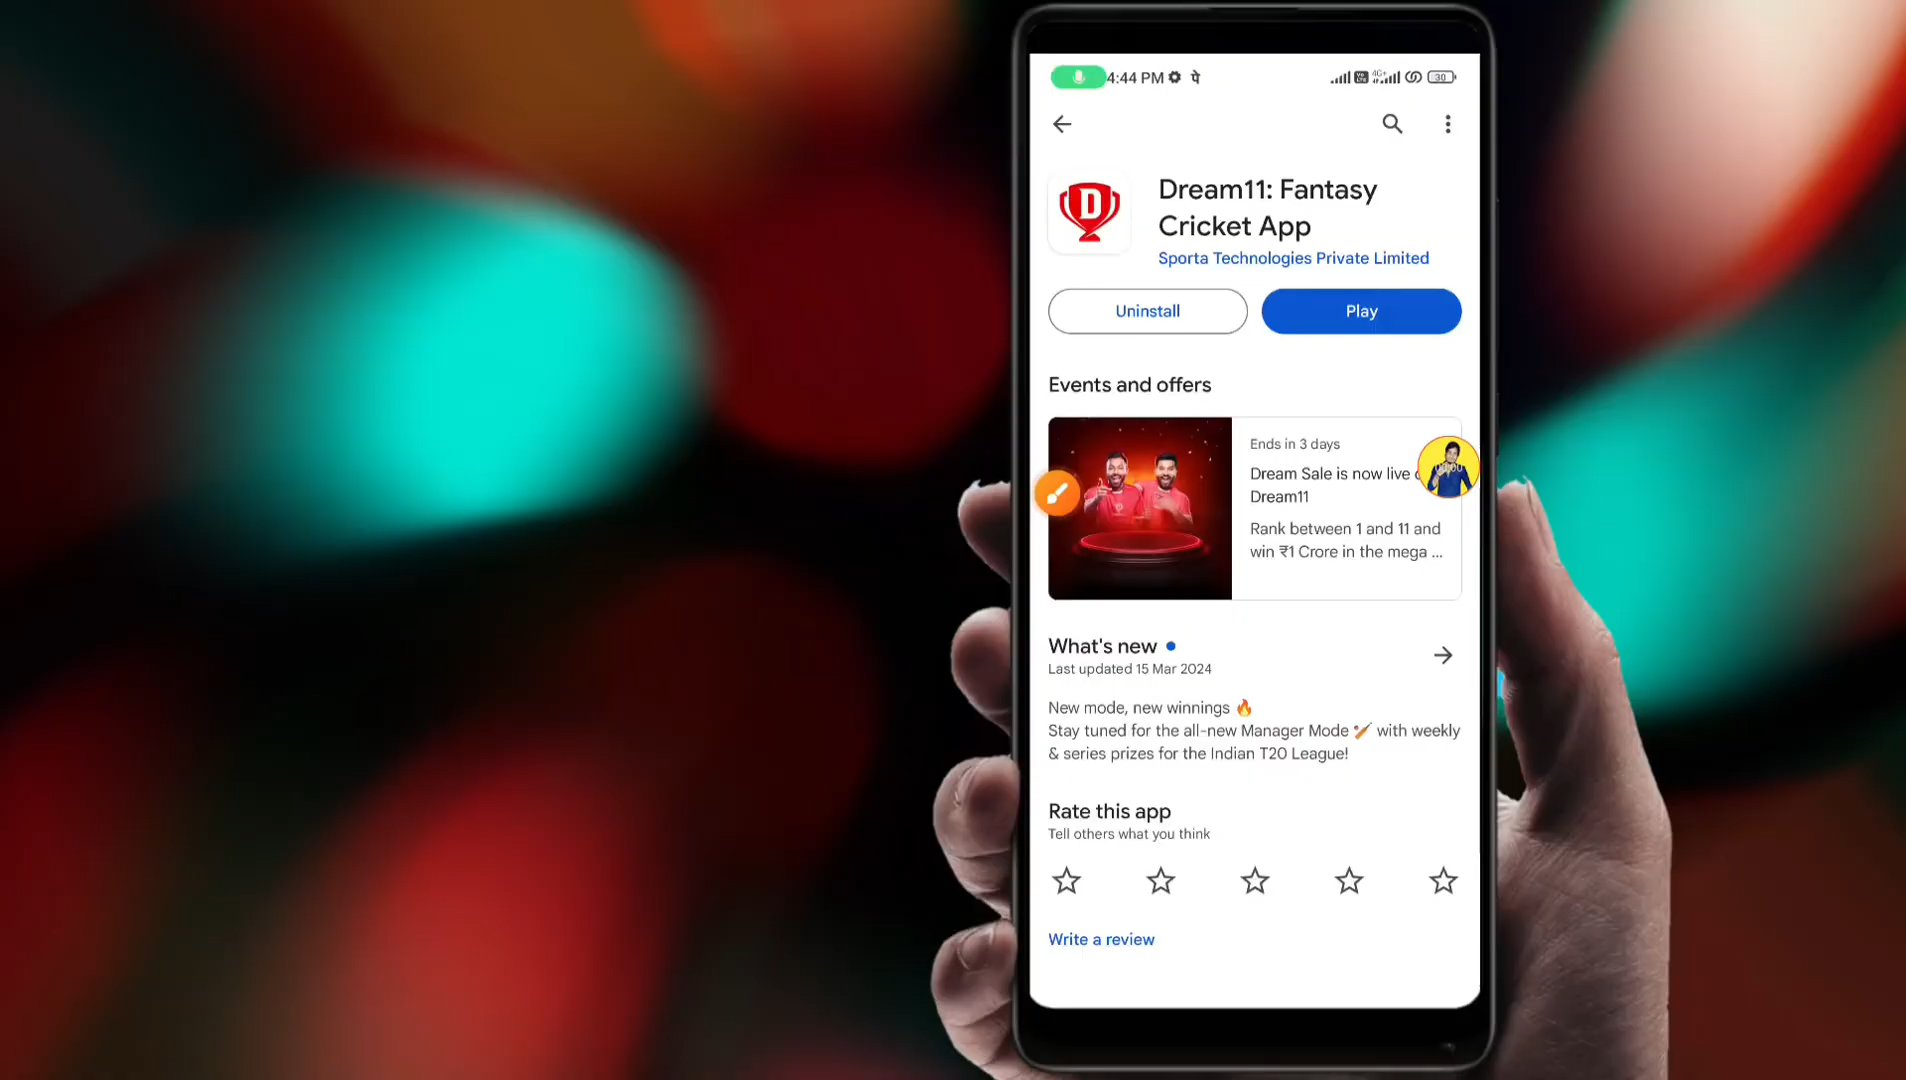 4:44 PM पे
4G+
30
Dream11: Fantasy
Cricket App
D
Sporta Technologies Private Limited
Uninstall
Play
Events and offers
Ends in 3 days
Dream Sale is now live
Dream11
Rank between 1 and 11 and
win ₹1 Crore in the mega ...
00:00
What's new
Last updated 15 Mar 2024
New mode, new winnings 🔥
Stay tuned for the all-new Manager Mode 🏏 with weekly
& series prizes for the Indian T20 League!
Rate this app
Tell others what you think
Write a review